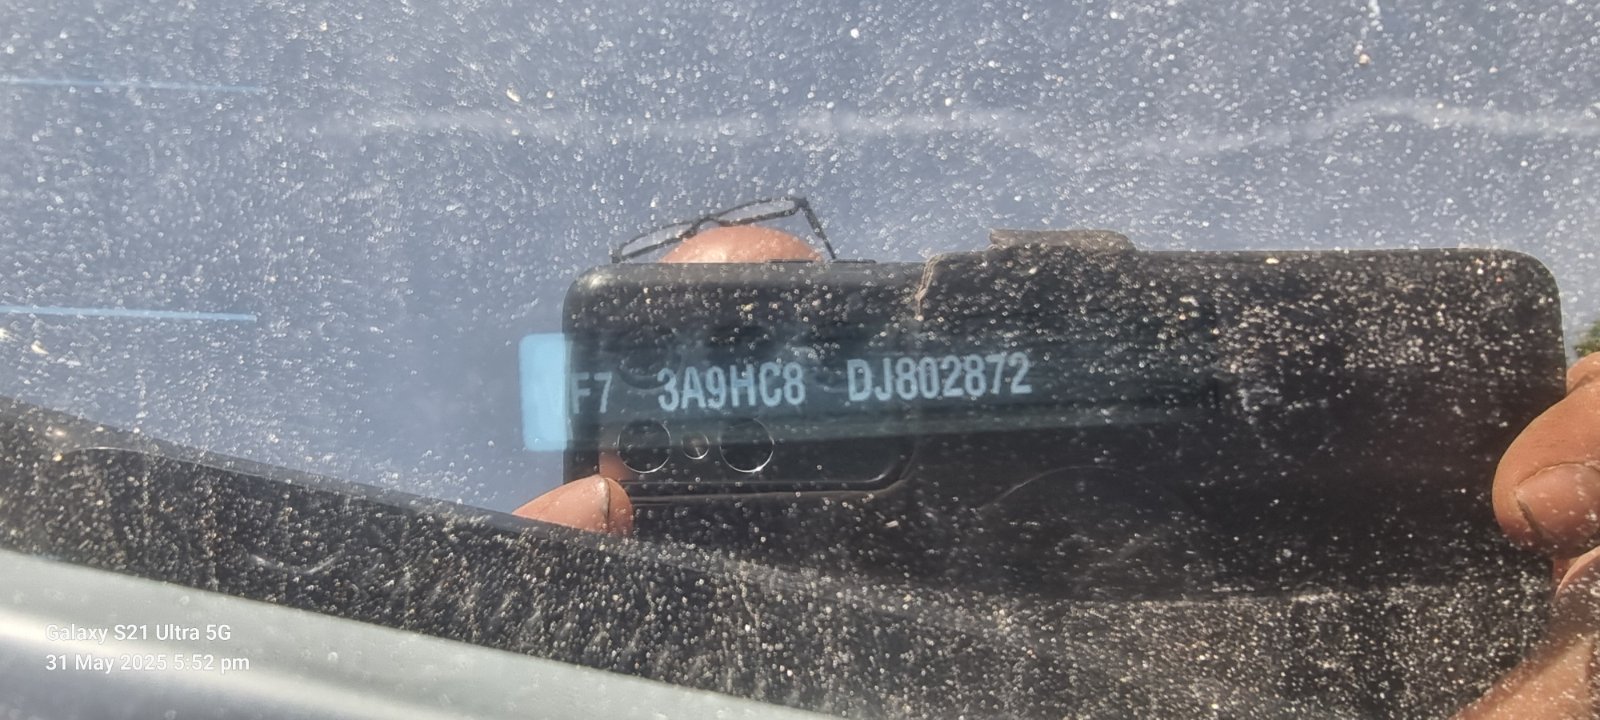 F7 3A9HC8 DJ802872
Galaxy S21 Ultra 5G
31 May 2025 5:52 pm